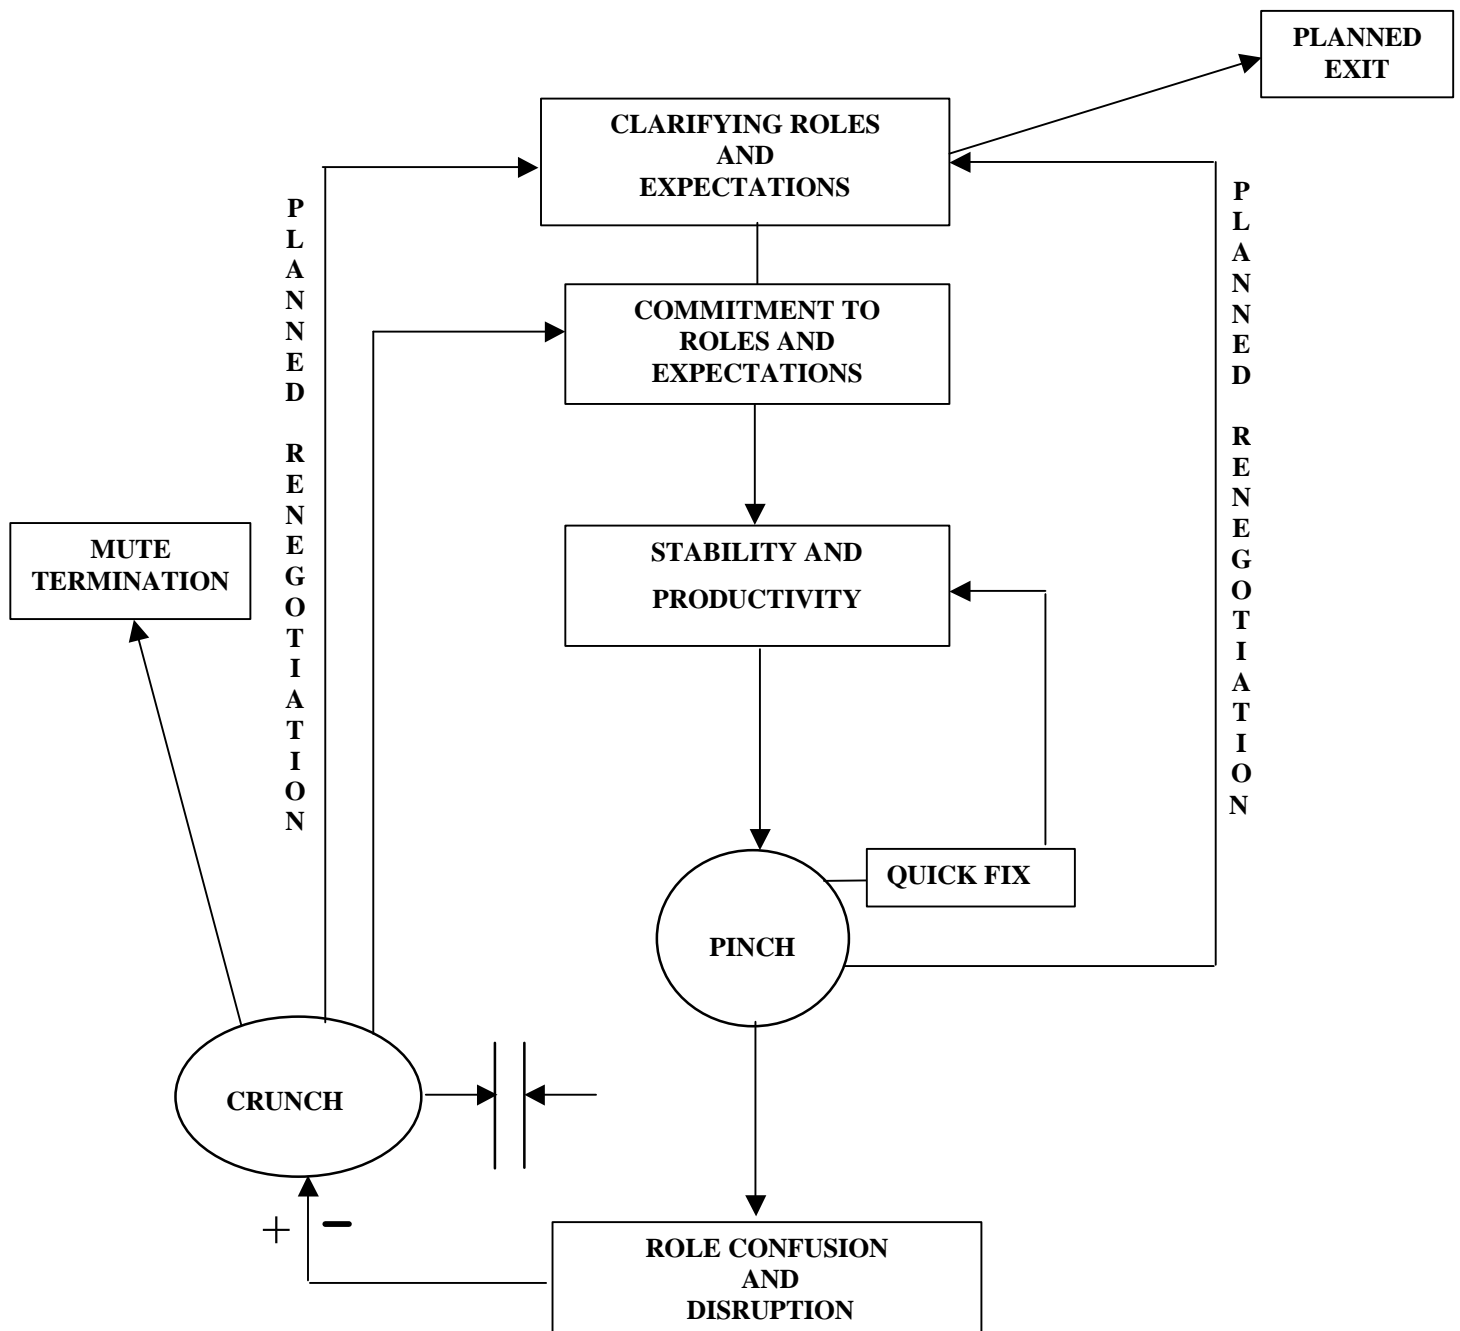 PLANNED
EXIT
CLARIFYING ROLES
AND
EXPECTATIONS
PLANNED RENEGOTIATION
PLANNED RENEGOTIATION
COMMITMENT TO
ROLES AND
EXPECTATIONS
MUTE
TERMINATION
STABILITY AND
PRODUCTIVITY
QUICK FIX
PINCH
CRUNCH
+ −
ROLE CONFUSION
AND
DISRUPTION